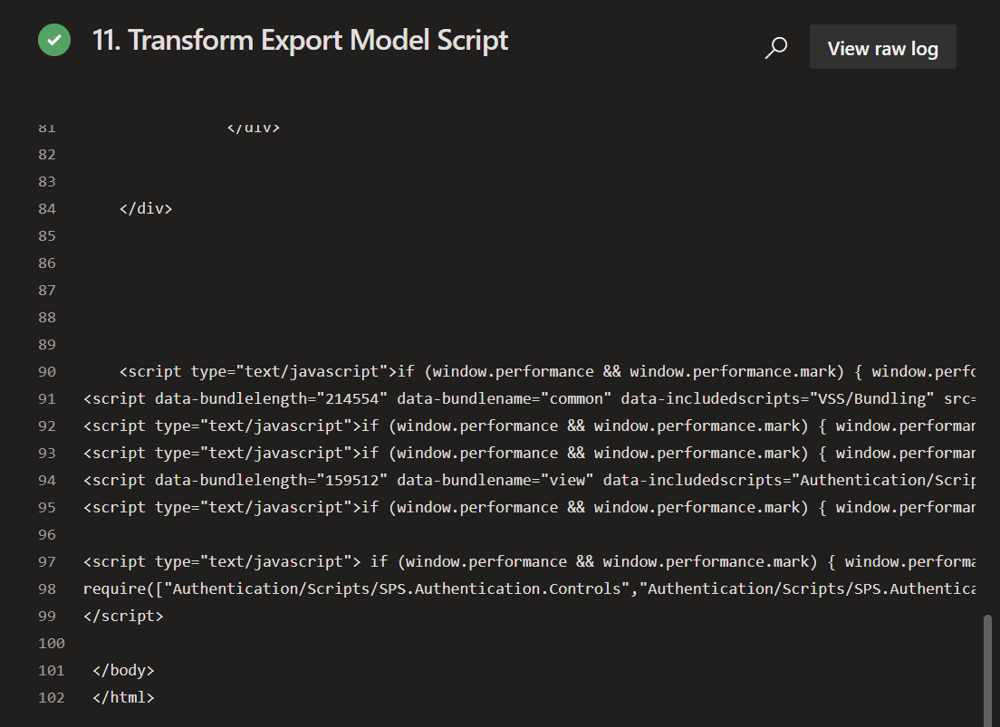 11. Transform Export Model Script
View raw log
81 </div>
82
83
84 </div>
85
86
87
88
89
90 <script type="text/javascript">if (window.performance && window.performance.mark) { window.perfo
91 <script data-bundlelength="214554" data-bundlename="common" data-includedscripts="VSS/Bundling" src=
92 <script type="text/javascript">if (window.performance && window.performance.mark) { window.performan
93 <script type="text/javascript">if (window.performance && window.performance.mark) { window.performan
94 <script data-bundlelength="159512" data-bundlename="view" data-includedscripts="Authentication/Scrip
95 <script type="text/javascript">if (window.performance && window.performance.mark) { window.performan
96
97 <script type="text/javascript"> if (window.performance && window.performance.mark) { window.performa
98 require(["Authentication/Scripts/SPS.Authentication.Controls","Authentication/Scripts/SPS.Authentica
99 </script>
100
101 </body>
102 </html>